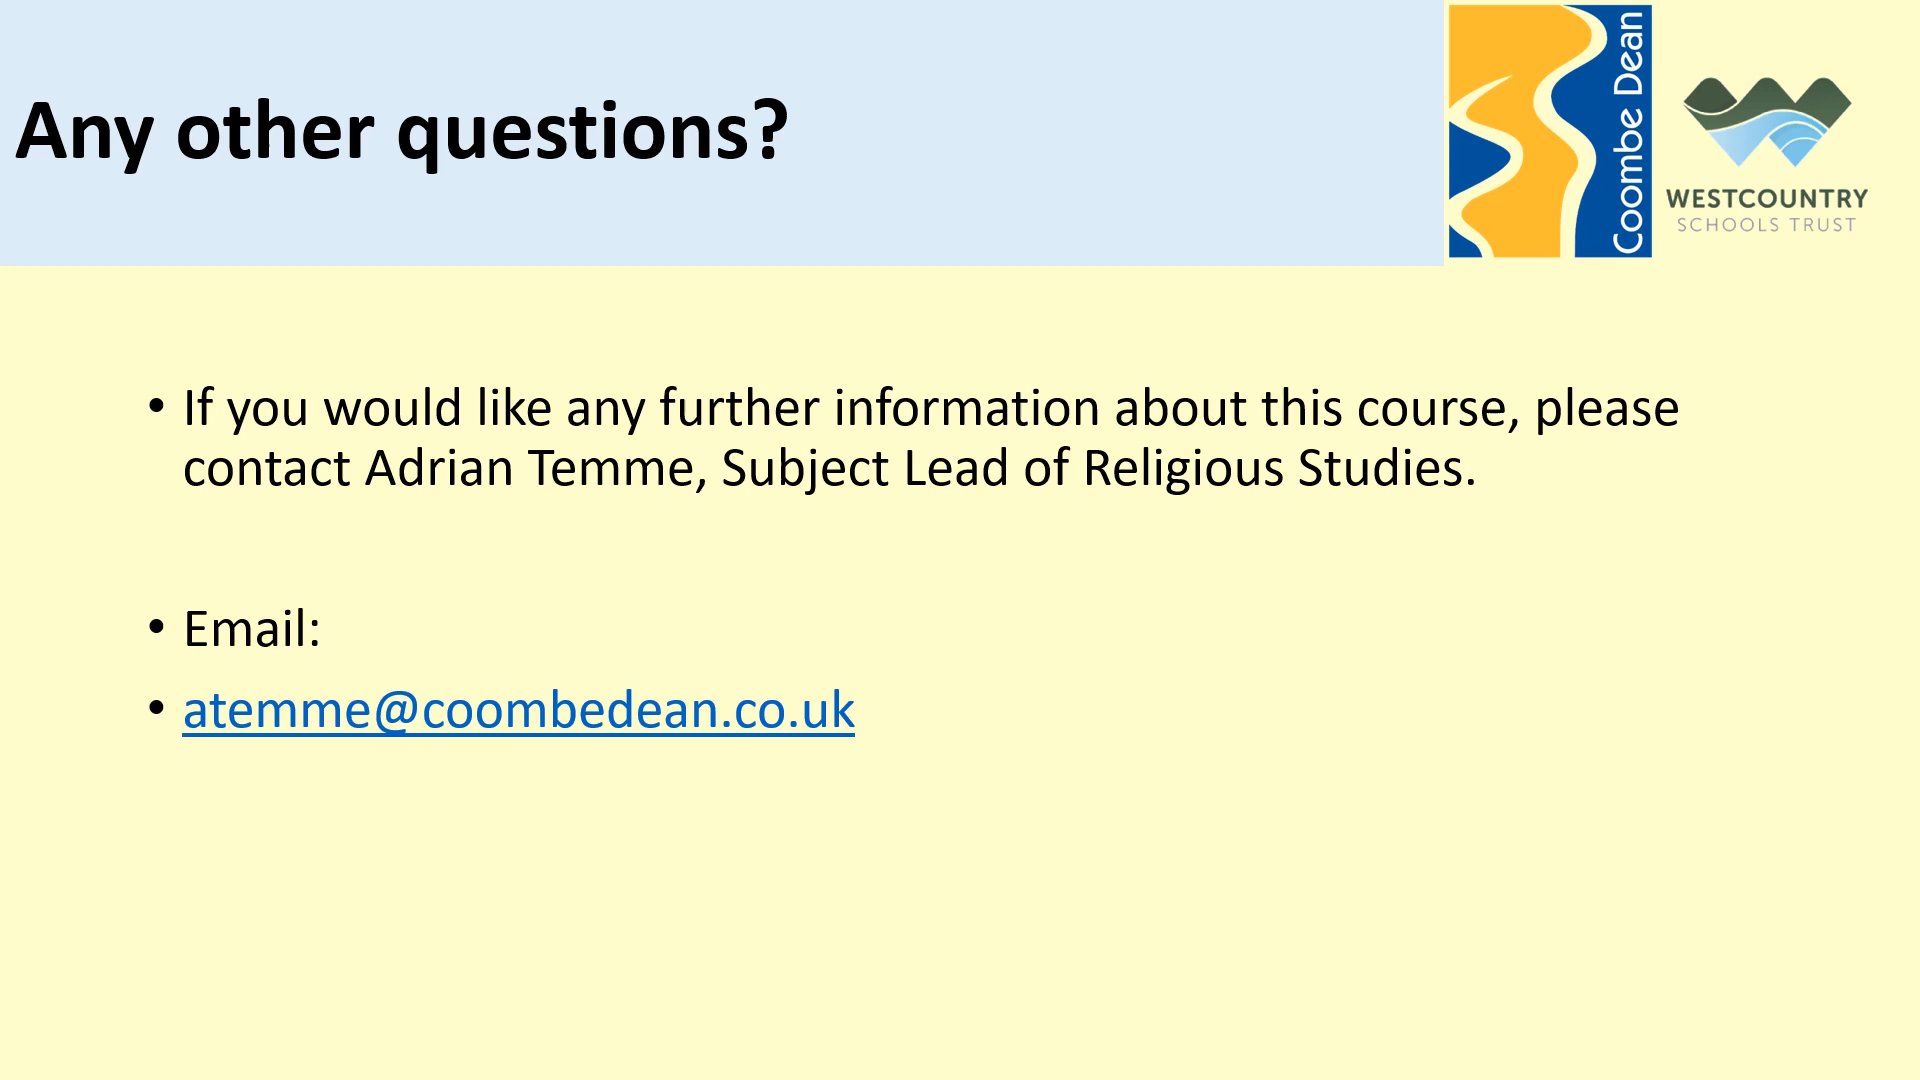 Any other questions?
Coombe Dean
WESTCOUNTRY
SCHOOLS TRUST
• If you would like any further information about this course, please
contact Adrian Temme, Subject Lead of Religious Studies.
• Email:
• atemme@coombedean.co.uk